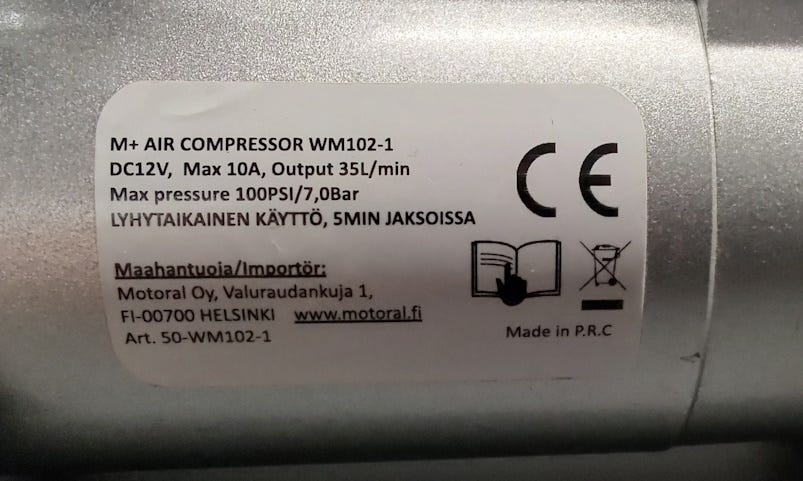 M+ AIR COMPRESSOR WM102-1
DC12V, Max 10A, Output 35L/min
Max pressure 100PSI/7,0Bar
LYHYTAIKAINEN KÄYTTÖ, 5MIN JAKSOISSA
CE
Maahantuoja/Importör:
Motoral Oy, Valuraudankuja 1,
FI-00700 HELSINKI www.motoral.fi
Art. 50-WM102-1
Made in P.R.C